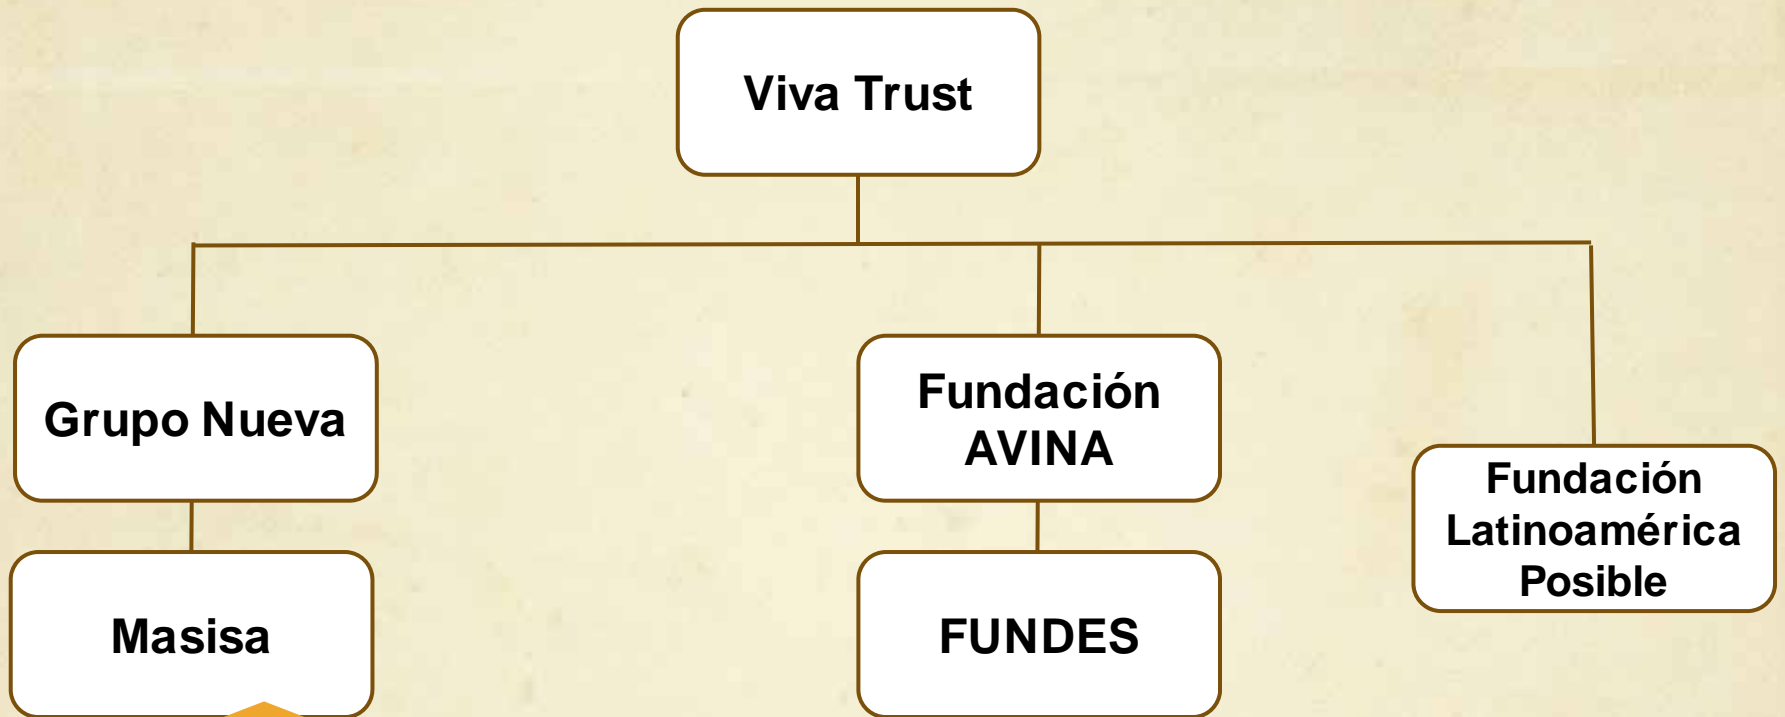 Viva Trust
Grupo Nueva
Fundación
AVINA
Fundación
Latinoamérica
Posible
Masisa
FUNDES